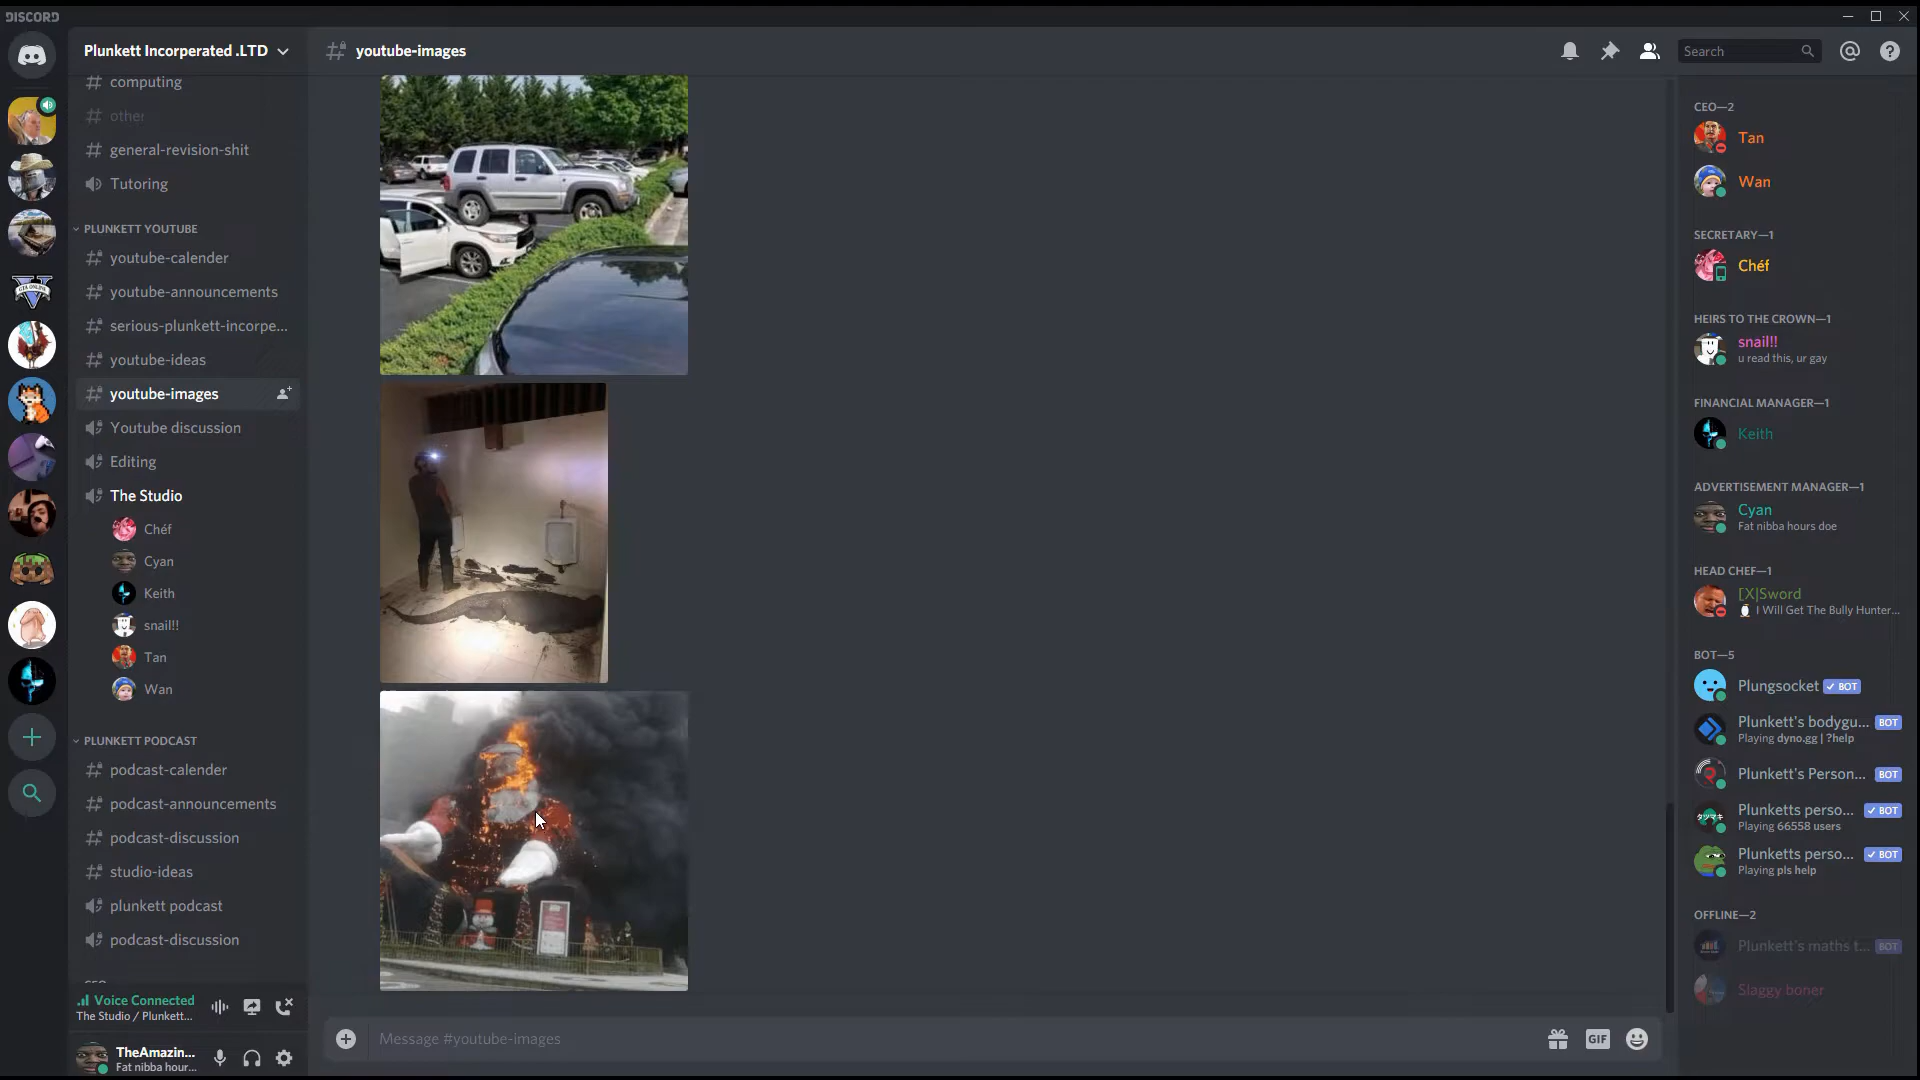 DISCORD
Plunkett Incorperated .LTD
youtube-images
Search
computing
other
general-revision-shit
Tutoring
PLUNKETT YOUTUBE
youtube-calender
youtube-announcements
serious-plunkett-incorpe...
youtube-ideas
youtube-images
Youtube discussion
Editing
The Studio
Chéf
Cyan
Keith
snail!!
Tan
Wan
PLUNKETT PODCAST
podcast-calender
podcast-announcements
podcast-discussion
studio-ideas
plunkett podcast
podcast-discussion
Voice Connected
The Studio / Plunkett...
TheAmazin...
Fat nibba hour...
Message #youtube-images
GIF
CEO—2
Tan
Wan
SECRETARY—1
Chéf
HEIRS TO THE CROWN—1
snail!!
u read this, ur gay
FINANCIAL MANAGER—1
Keith
ADVERTISEMENT MANAGER—1
Cyan
Fat nibba hours doe
HEAD CHEF—1
[X]Sword
I Will Get The Bully Hunter...
BOT—5
Plungsocket BOT
Plunkett's bodygu... BOT
Playing dyno.gg | ?help
Plunkett's Person... BOT
Plunketts perso... BOT
Playing 66558 users
Plunketts perso... BOT
Playing pls help
OFFLINE—2
Plunkett's maths t... BOT
Slaggy boner